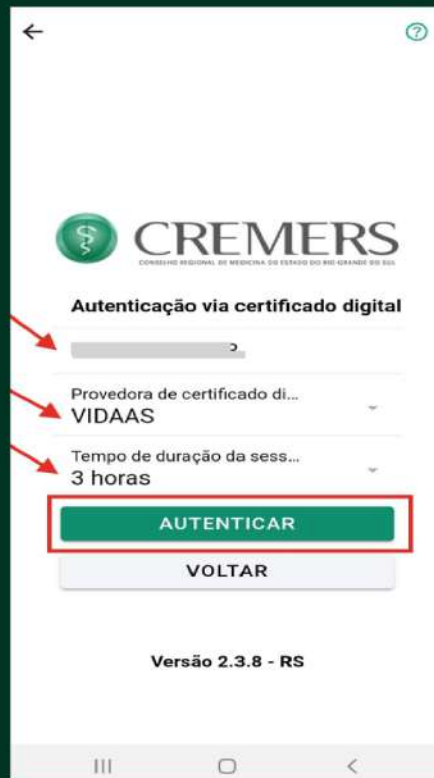 CREMERS
CONSELHO REGIONAL DE MEDICINA DO ESTADO DO RIO GRANDE DO SUL
Autenticação via certificado digital
Provedora de certificado di...
VIDAAS
Tempo de duração da sess...
3 horas
AUTENTICAR
VOLTAR
Versão 2.3.8 - RS